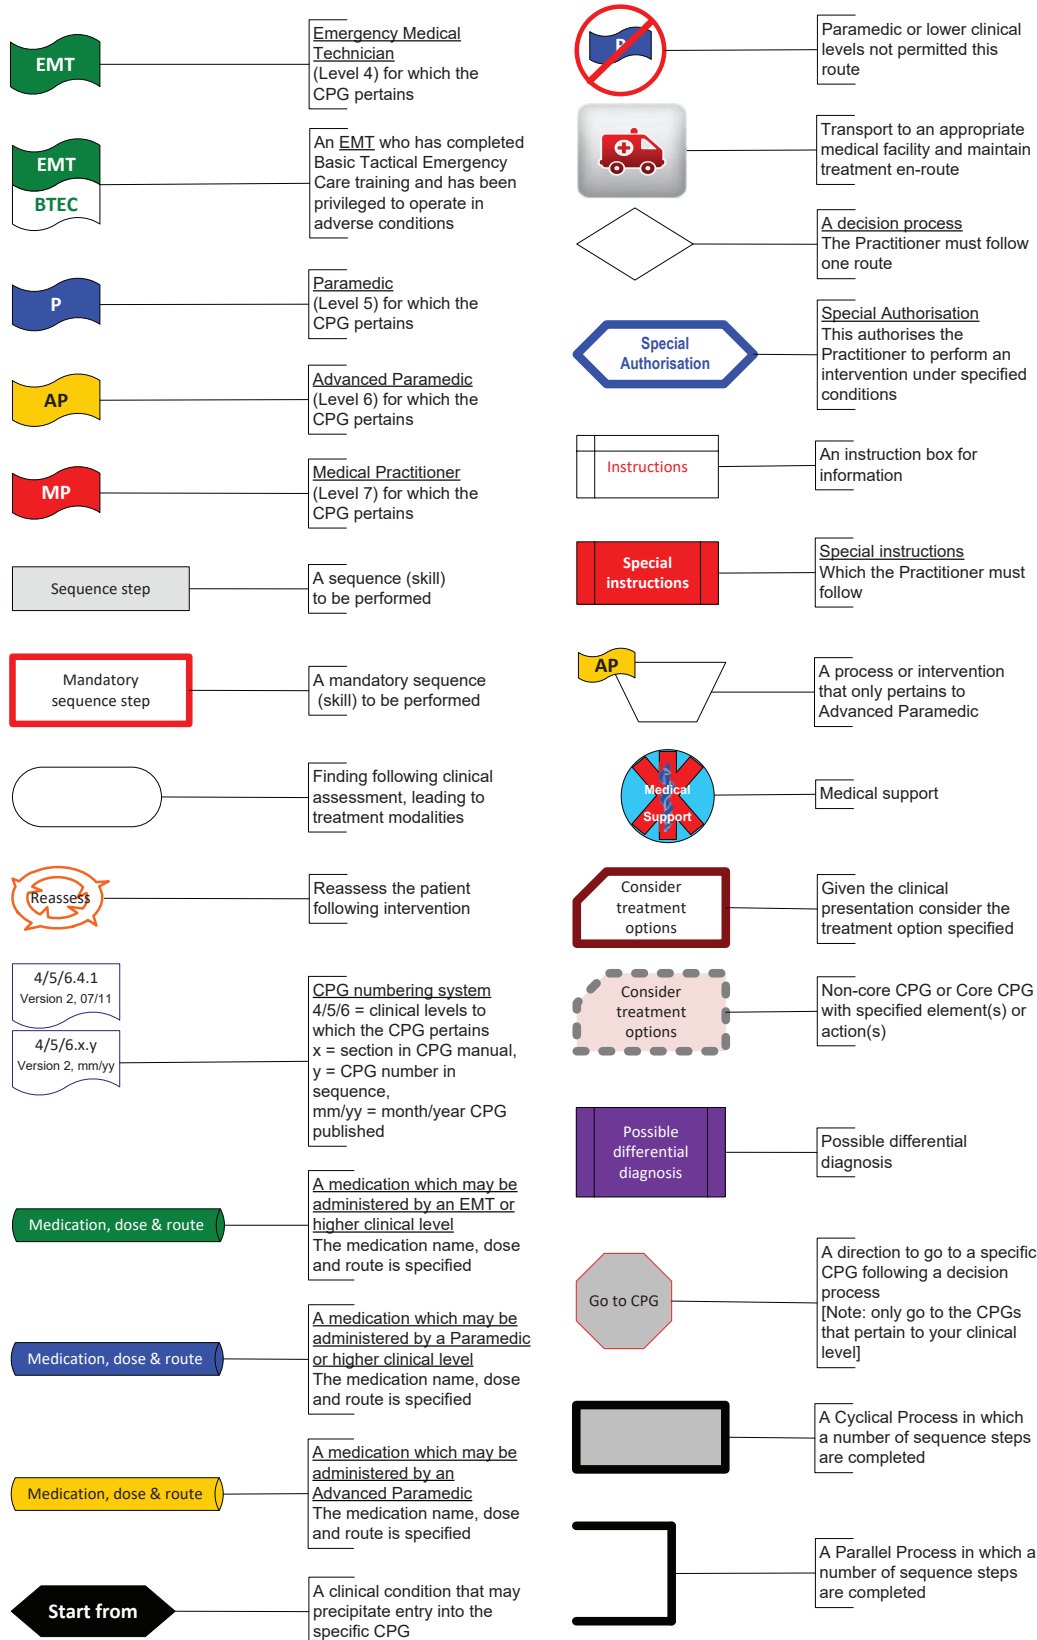 EMT
Emergency Medical
Technician
(Level 4) for which the
CPG pertains
EMT
BTEC
An EMT who has completed
Basic Tactical Emergency
Care training and has been
privileged to operate in
adverse conditions
P
Paramedic
(Level 5) for which the
CPG pertains
AP
Advanced Paramedic
(Level 6) for which the
CPG pertains
MP
Medical Practitioner
(Level 7) for which the
CPG pertains
Sequence step
A sequence (skill)
to be performed
Mandatory
sequence step
A mandatory sequence
(skill) to be performed
Finding following clinical
assessment, leading to
treatment modalities
Reassess
Reassess the patient
following intervention
4/5/6.4.1
Version 2, 07/11
4/5/6.x.y
Version 2, mm/yy
CPG numbering system
4/5/6 = clinical levels to
which the CPG pertains
x = section in CPG manual,
y = CPG number in
sequence,
mm/yy = month/year CPG
published
Medication, dose & route
A medication which may be
administered by an EMT or
higher clinical level
The medication name, dose
and route is specified
Medication, dose & route
A medication which may be
administered by a Paramedic
or higher clinical level
The medication name, dose
and route is specified
Medication, dose & route
A medication which may be
administered by an
Advanced Paramedic
The medication name, dose
and route is specified
Start from
A clinical condition that may
precipitate entry into the
specific CPG
P
Paramedic or lower clinical
levels not permitted this
route
Transport to an appropriate
medical facility and maintain
treatment en-route
A decision process
The Practitioner must follow
one route
Special
Authorisation
Special Authorisation
This authorises the
Practitioner to perform an
intervention under specified
conditions
Instructions
An instruction box for
information
Special
instructions
Special instructions
Which the Practitioner must
follow
AP
A process or intervention
that only pertains to
Advanced Paramedic
Medical
Support
Medical support
Consider
treatment
options
Given the clinical
presentation consider the
treatment option specified
Consider
treatment
options
Non-core CPG or Core CPG
with specified element(s) or
action(s)
Possible
differential
diagnosis
Possible differential
diagnosis
Go to CPG
A direction to go to a specific
CPG following a decision
process
[Note: only go to the CPGs
that pertain to your clinical
level]
A Cyclical Process in which
a number of sequence steps
are completed
A Parallel Process in which a
number of sequence steps
are completed